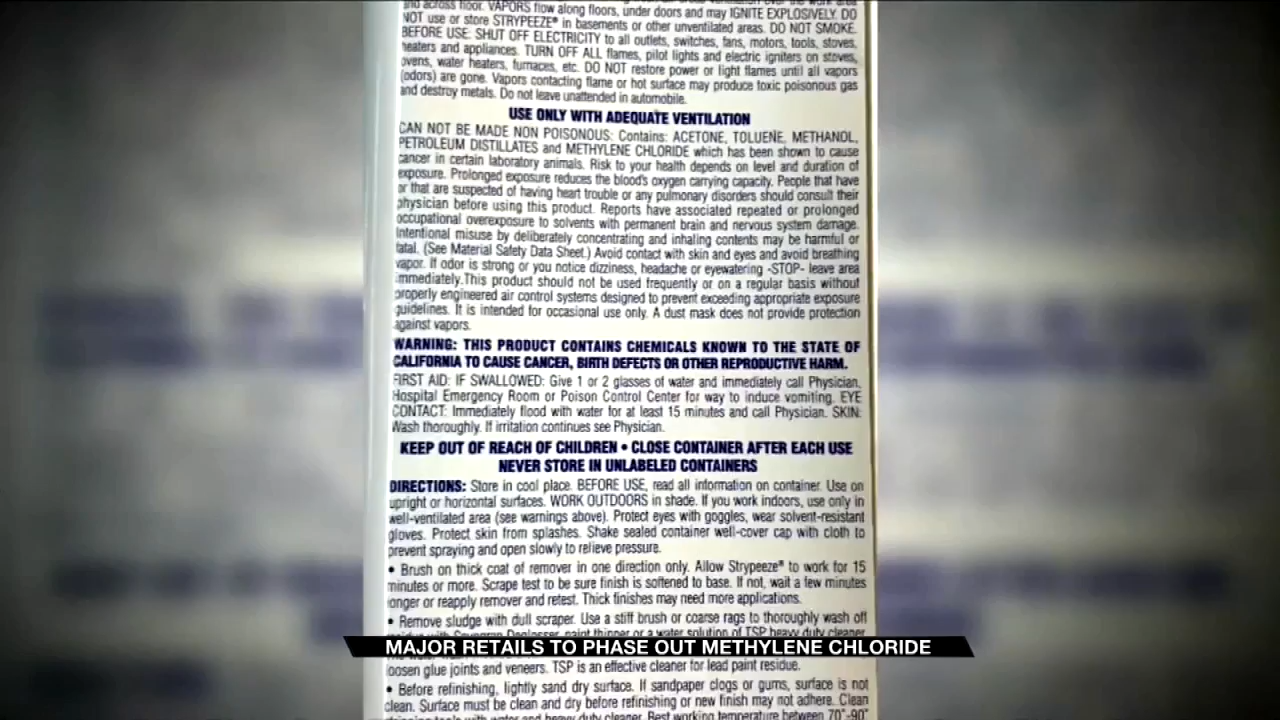 and across floor. VAPORS flow along floors, under doors and may IGNITE EXPLOSIVELY. DO
NOT use or store STRYPEEZE® in basements or other unventilated areas. DO NOT SMOKE.
BEFORE USE: SHUT OFF ELECTRICITY to all outlets, switches, fans, motors, tools, stoves,
heaters and appliances. TURN OFF ALL flames, pilot lights and electric igniters on stoves,
ovens, water heaters, furnaces, etc. DO NOT restore power or light flames until all vapors
(odors) are gone. Vapors contacting flame or hot surface may produce toxic poisonous gas
and destroy metals. Do not leave unattended in automobile.
USE ONLY WITH ADEQUATE VENTILATION
CAN NOT BE MADE NON POISONOUS: Contains: ACETONE, TOLUENE, METHANOL,
PETROLEUM DISTILLATES and METHYLENE CHLORIDE which has been shown to cause
cancer in certain laboratory animals. Risk to your health depends on level and duration of
exposure. Prolonged exposure reduces the blood's oxygen carrying capacity. People that have
or that are suspected of having heart trouble or any pulmonary disorders should consult their
physician before using this product. Reports have associated repeated or prolonged
occupational overexposure to solvents with permanent brain and nervous system damage.
Intentional misuse by deliberately concentrating and inhaling contents may be harmful or
fatal. (See Material Safety Data Sheet.) Avoid contact with skin and eyes and avoid breathing
vapor. If odor is strong or you notice dizziness, headache or eyewatering -STOP- leave area
immediately.This product should not be used frequently or on a regular basis without
properly engineered air control systems designed to prevent exceeding appropriate exposure
guidelines. It is intended for occasional use only. A dust mask does not provide protection
against vapors.
WARNING: THIS PRODUCT CONTAINS CHEMICALS KNOWN TO THE STATE OF
CALIFORNIA TO CAUSE CANCER, BIRTH DEFECTS OR OTHER REPRODUCTIVE HARM.
FIRST AID: IF SWALLOWED: Give 1 or 2 glasses of water and immediately call Physician,
Hospital Emergency Room or Poison Control Center for way to induce vomiting. EYE
CONTACT: Immediately flood with water for at least 15 minutes and call Physician. SKIN:
Wash thoroughly. If irritation continues see Physician.
KEEP OUT OF REACH OF CHILDREN • CLOSE CONTAINER AFTER EACH USE
NEVER STORE IN UNLABELED CONTAINERS
DIRECTIONS: Store in cool place. BEFORE USE, read all information on container. Use on
upright or horizontal surfaces. WORK OUTDOORS in shade. If you work indoors, use only in
well-ventilated area (see warnings above). Protect eyes with goggles, wear solvent-resistant
gloves. Protect skin from splashes. Shake sealed container well-cover cap with cloth to
prevent spraying and open slowly to relieve pressure.
• Brush on thick coat of remover in one direction only. Allow Strypeeze® to work for 15
minutes or more. Scrape test to be sure finish is softened to base. If not, wait a few minutes
longer or reapply remover and retest. Thick finishes may need more applications.
• Remove sludge with dull scraper. Use a stiff brush or coarse rags to thoroughly wash off
paint thinner or a water solution of TSP heavy duty cleaner
MAJOR RETAILS TO PHASE OUT METHYLENE CHLORIDE
loosen glue joints and veneers. TSP is an effective cleaner for lead paint residue.
• Before refinishing, lightly sand dry surface. If sandpaper clogs or gums, surface is not
clean. Surface must be clean and dry before refinishing or new finish may not adhere. Clean
tools with water and heavy duty cleaner. Best working temperature between 70°-90°